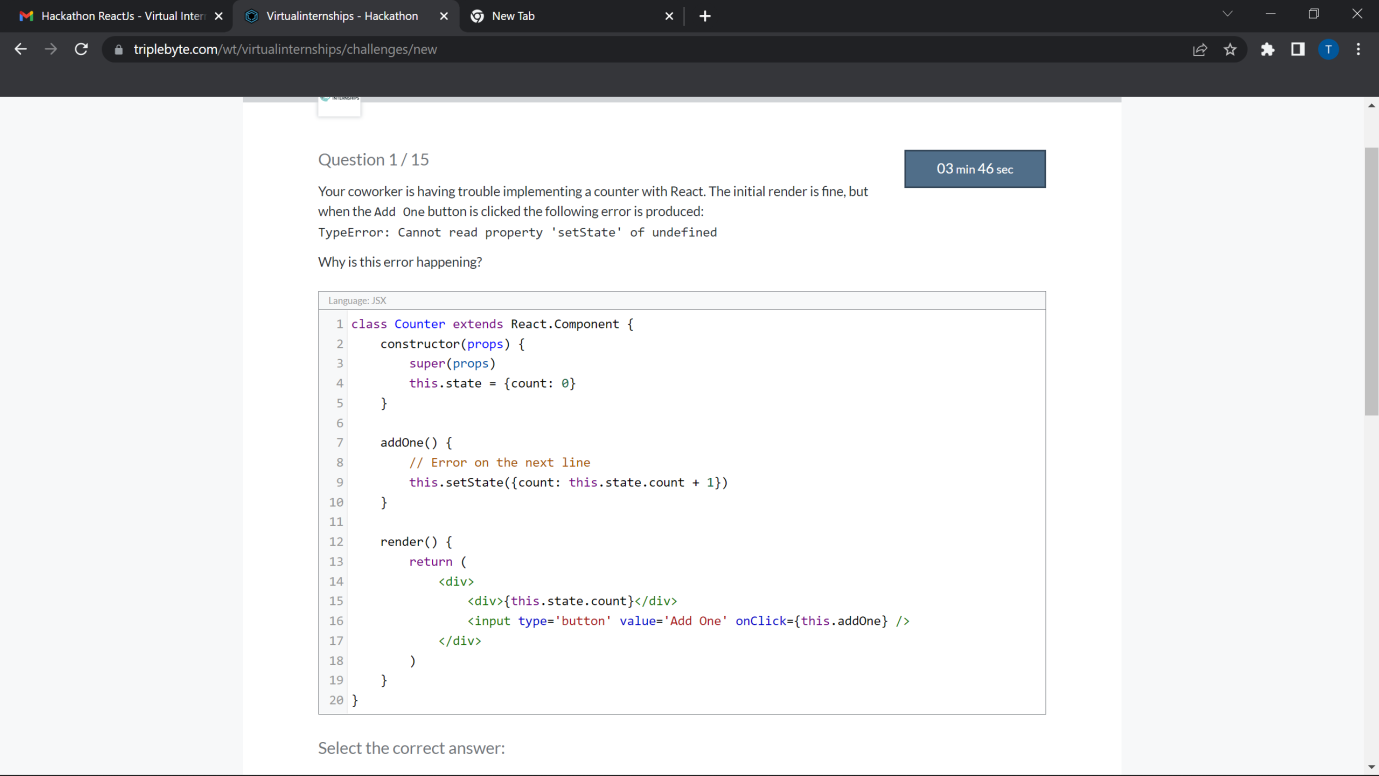 Hackathon ReactJs - Virtual Inter
Virtualinternships - Hackathon
New Tab
triplebyte.com/wt/virtualinternships/challenges/new
T
Question 1 / 15
03 min 46 sec
Your coworker is having trouble implementing a counter with React. The initial render is fine, but
when the Add One button is clicked the following error is produced:
TypeError: Cannot read property 'setState' of undefined
Why is this error happening?
Language: JSX
1 class Counter extends React.Component {
2     constructor(props) {
3         super(props)
4         this.state = {count: 0}
5     }
6
7     addOne() {
8         // Error on the next line
9         this.setState({count: this.state.count + 1})
10     }
11
12     render() {
13         return (
14             <div>
15                 <div>{this.state.count}</div>
16                 <input type='button' value='Add One' onClick={this.addOne} />
17             </div>
18         )
19     }
20 }
Select the correct answer: